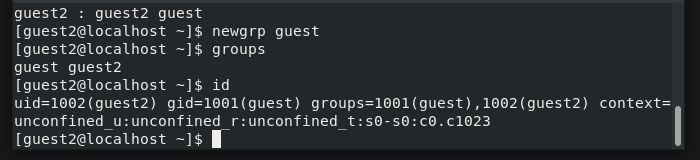 guest2 : guest2 guest
[guest2@localhost ~]$ newgrp guest
[guest2@localhost ~]$ groups
guest guest2
[guest2@localhost ~]$ id
uid=1002(guest2) gid=1001(guest) groups=1001(guest),1002(guest2) context=
unconfined_u:unconfined_r:unconfined_t:s0-s0:c0.c1023
[guest2@localhost ~]$